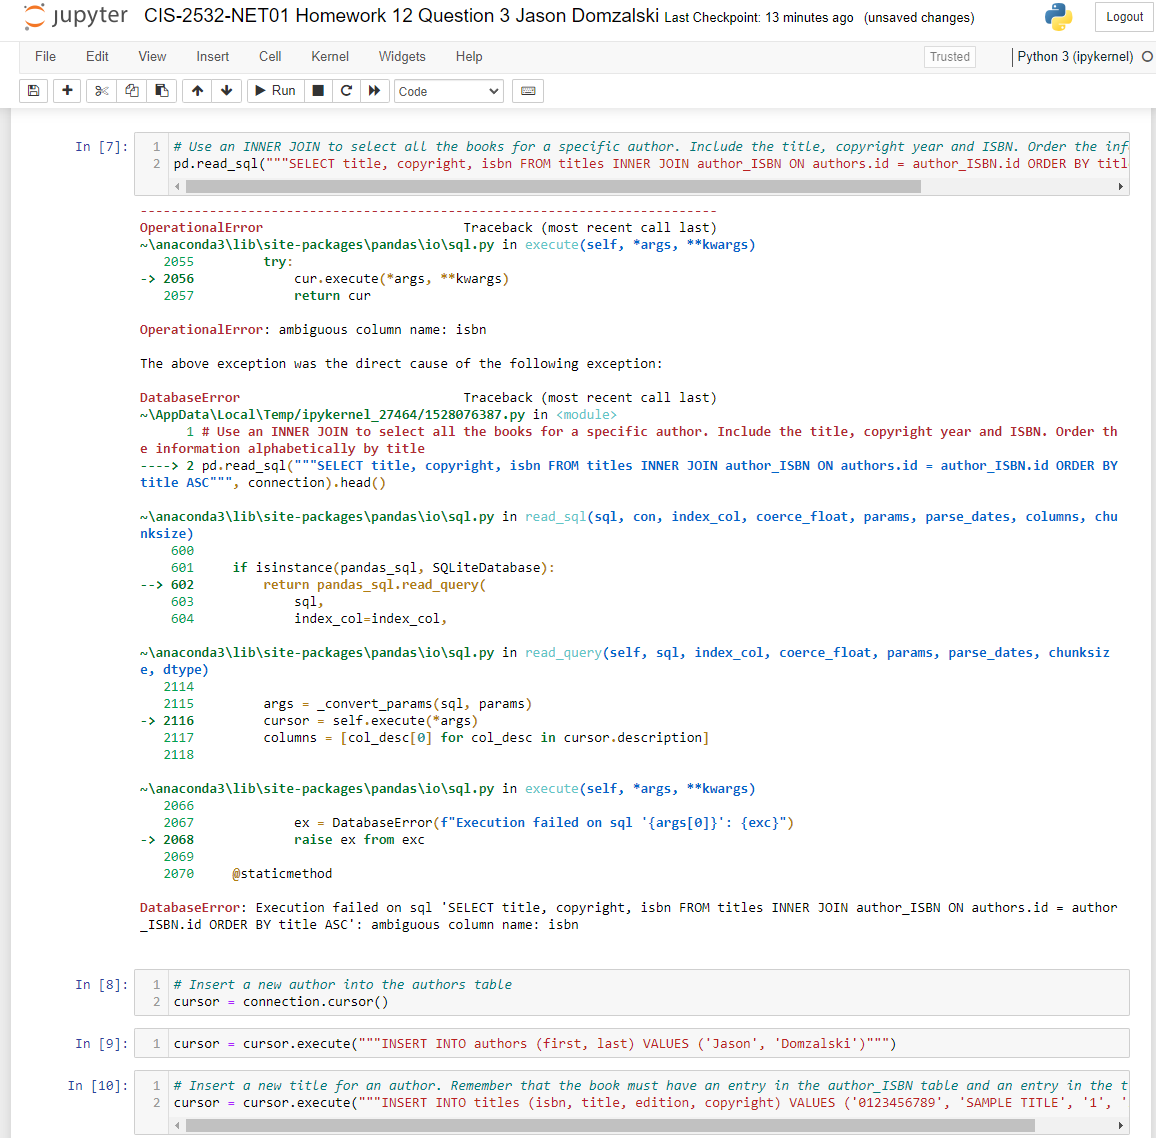 jupyter CIS-2532-NET01 Homework 12 Question 3 Jason Domzalski Last Checkpoint: 13 minutes ago (unsaved changes) Logout
File Edit View Insert Cell Kernel Widgets Help Trusted Python 3 (ipykernel)
Run Code
In [7]: 1 # Use an INNER JOIN to select all the books for a specific author. Include the title, copyright year and ISBN. Order the inf
2 pd.read_sql("""SELECT title, copyright, isbn FROM titles INNER JOIN author_ISBN ON authors.id = author_ISBN.id ORDER BY titl
---------------------------------------------------------------------------
OperationalError Traceback (most recent call last)
~\anaconda3\lib\site-packages\pandas\io\sql.py in execute(self, *args, **kwargs)
2055 try:
-> 2056 cur.execute(*args, **kwargs)
2057 return cur
OperationalError: ambiguous column name: isbn
The above exception was the direct cause of the following exception:
DatabaseError Traceback (most recent call last)
~\AppData\Local\Temp/ipykernel_27464/1528076387.py in <module>
1 # Use an INNER JOIN to select all the books for a specific author. Include the title, copyright year and ISBN. Order th
e information alphabetically by title
----> 2 pd.read_sql("""SELECT title, copyright, isbn FROM titles INNER JOIN author_ISBN ON authors.id = author_ISBN.id ORDER BY
title ASC""", connection).head()
~\anaconda3\lib\site-packages\pandas\io\sql.py in read_sql(sql, con, index_col, coerce_float, params, parse_dates, columns, chu
nksize)
600
601 if isinstance(pandas_sql, SQLiteDatabase):
--> 602 return pandas_sql.read_query(
603 sql,
604 index_col=index_col,
~\anaconda3\lib\site-packages\pandas\io\sql.py in read_query(self, sql, index_col, coerce_float, params, parse_dates, chunksiz
e, dtype)
2114
2115 args = _convert_params(sql, params)
-> 2116 cursor = self.execute(*args)
2117 columns = [col_desc[0] for col_desc in cursor.description]
2118
~\anaconda3\lib\site-packages\pandas\io\sql.py in execute(self, *args, **kwargs)
2066
2067 ex = DatabaseError(f"Execution failed on sql '{args[0]}': {exc}")
-> 2068 raise ex from exc
2069
2070 @staticmethod
DatabaseError: Execution failed on sql 'SELECT title, copyright, isbn FROM titles INNER JOIN author_ISBN ON authors.id = author
_ISBN.id ORDER BY title ASC': ambiguous column name: isbn
In [8]: 1 # Insert a new author into the authors table
2 cursor = connection.cursor()
In [9]: 1 cursor = cursor.execute("""INSERT INTO authors (first, last) VALUES ('Jason', 'Domzalski')""")
In [10]: 1 # Insert a new title for an author. Remember that the book must have an entry in the author_ISBN table and an entry in the t
2 cursor = cursor.execute("""INSERT INTO titles (isbn, title, edition, copyright) VALUES ('0123456789', 'SAMPLE TITLE', '1', '